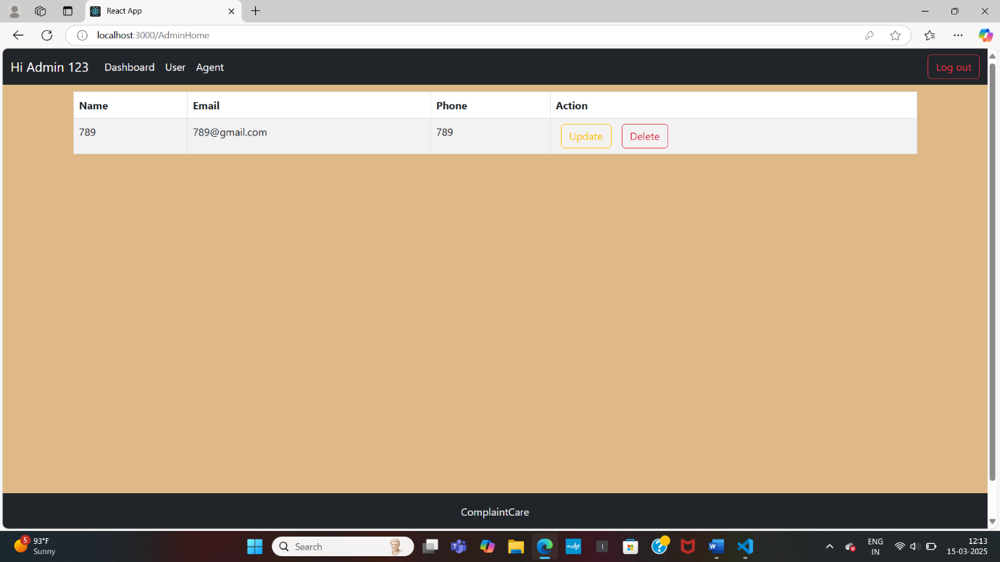 React App
localhost:3000/AdminHome
Hi Admin 123 Dashboard User Agent Log out
Name Email Phone Action
789 789@gmail.com 789 Update Delete
ComplaintCare
5 93°F
Sunny
Search
myhp
ENG
IN
12:13
15-03-2025